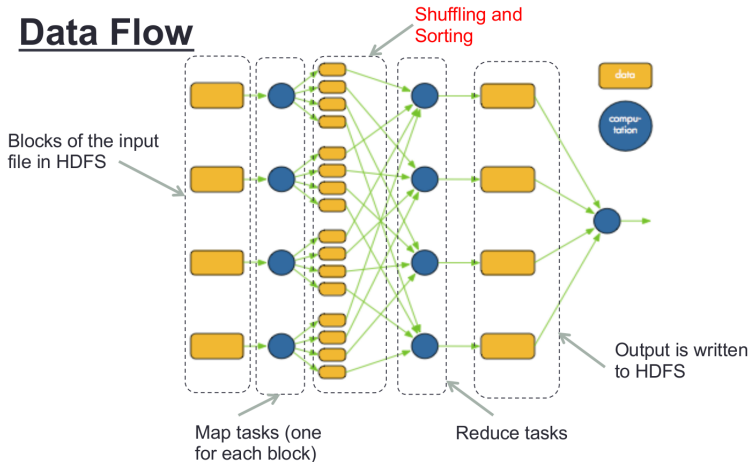 Data Flow
Shuffling and
Sorting
data
compu-
tation
Blocks of the input
file in HDFS
Output is written
to HDFS
Map tasks (one
for each block)
Reduce tasks